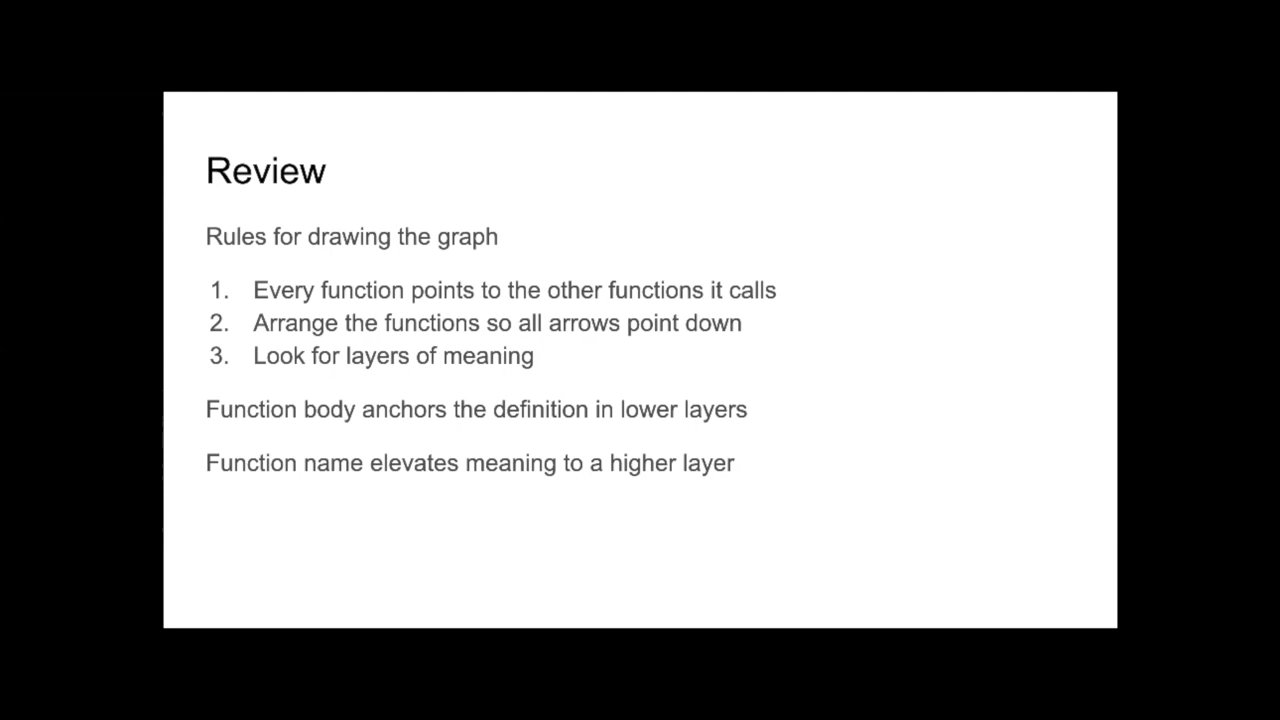 Review
Rules for drawing the graph
1. Every function points to the other functions it calls
2. Arrange the functions so all arrows point down
3. Look for layers of meaning
Function body anchors the definition in lower layers
Function name elevates meaning to a higher layer